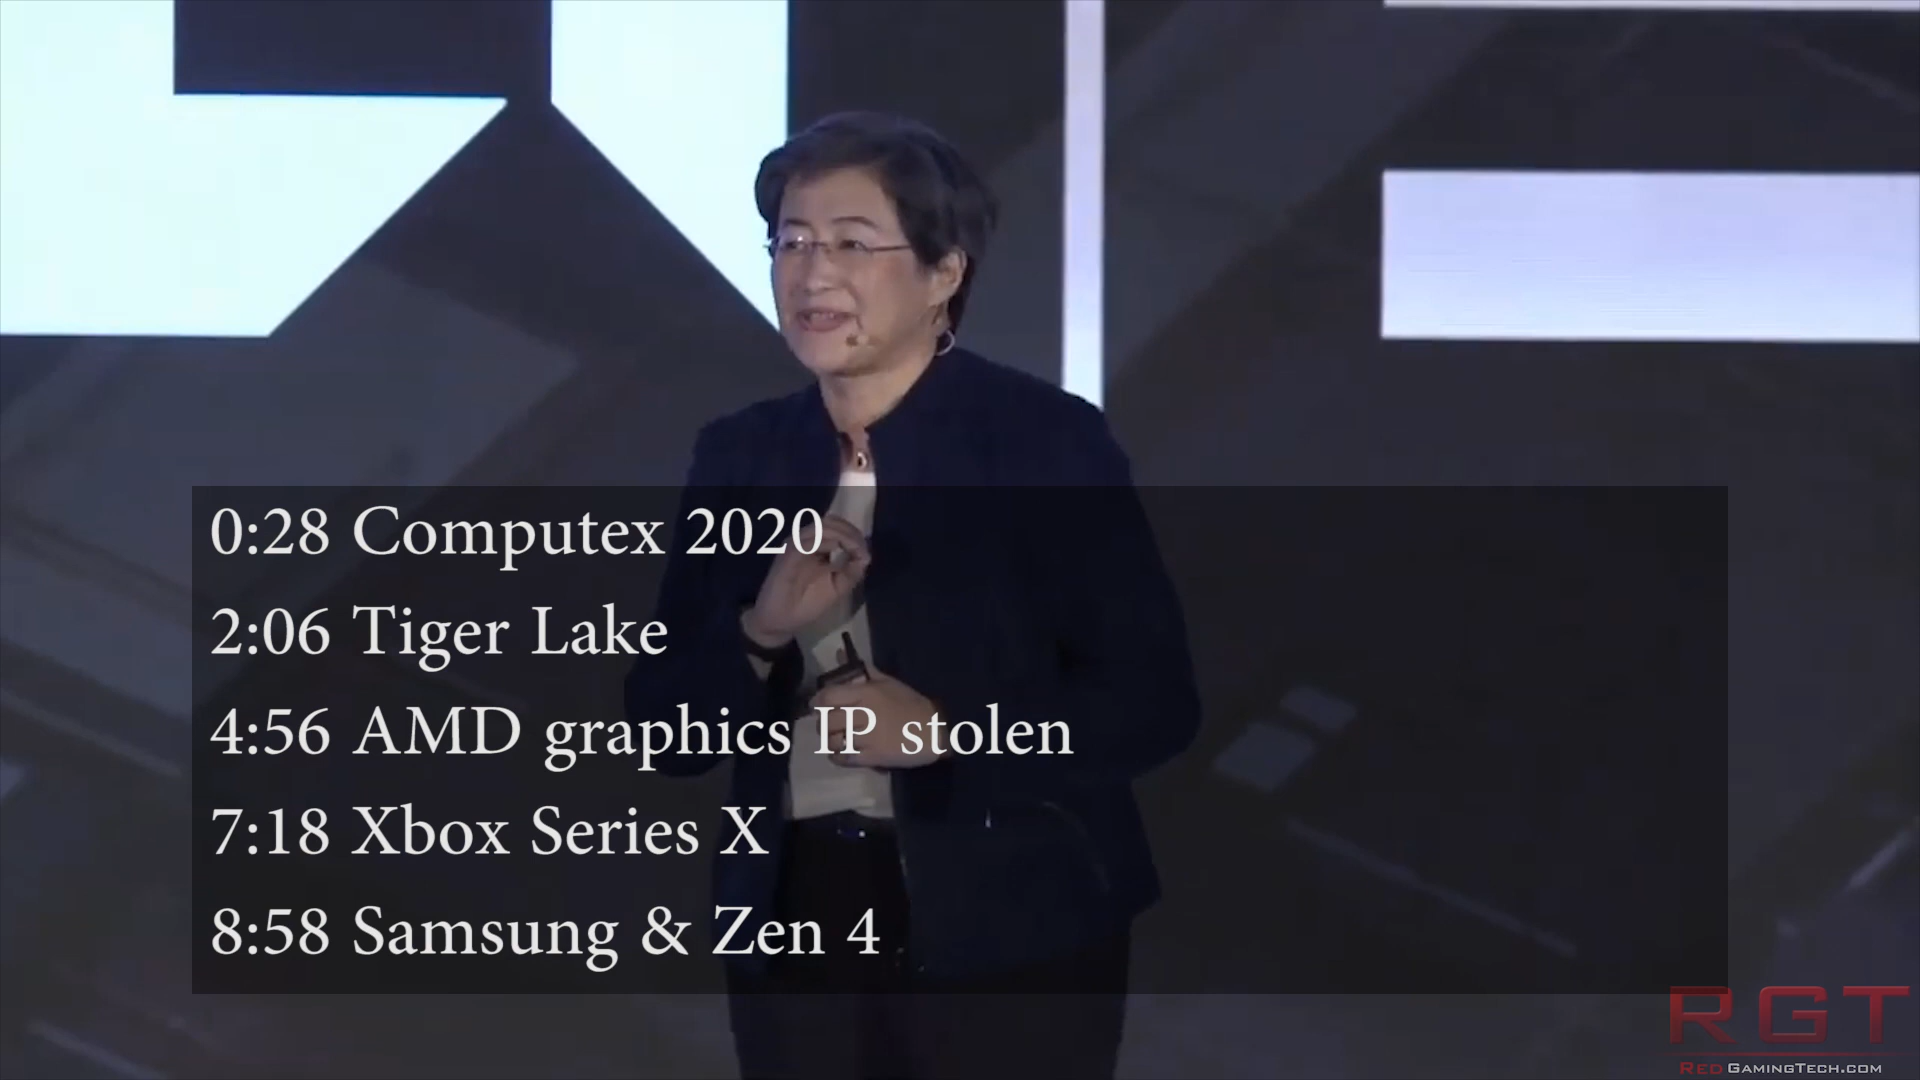 0:28 Computex 2020
2:06 Tiger Lake
4:56 AMD graphics IP stolen
7:18 Xbox Series X
8:58 Samsung & Zen 4
RGT
RedGamingTech.com